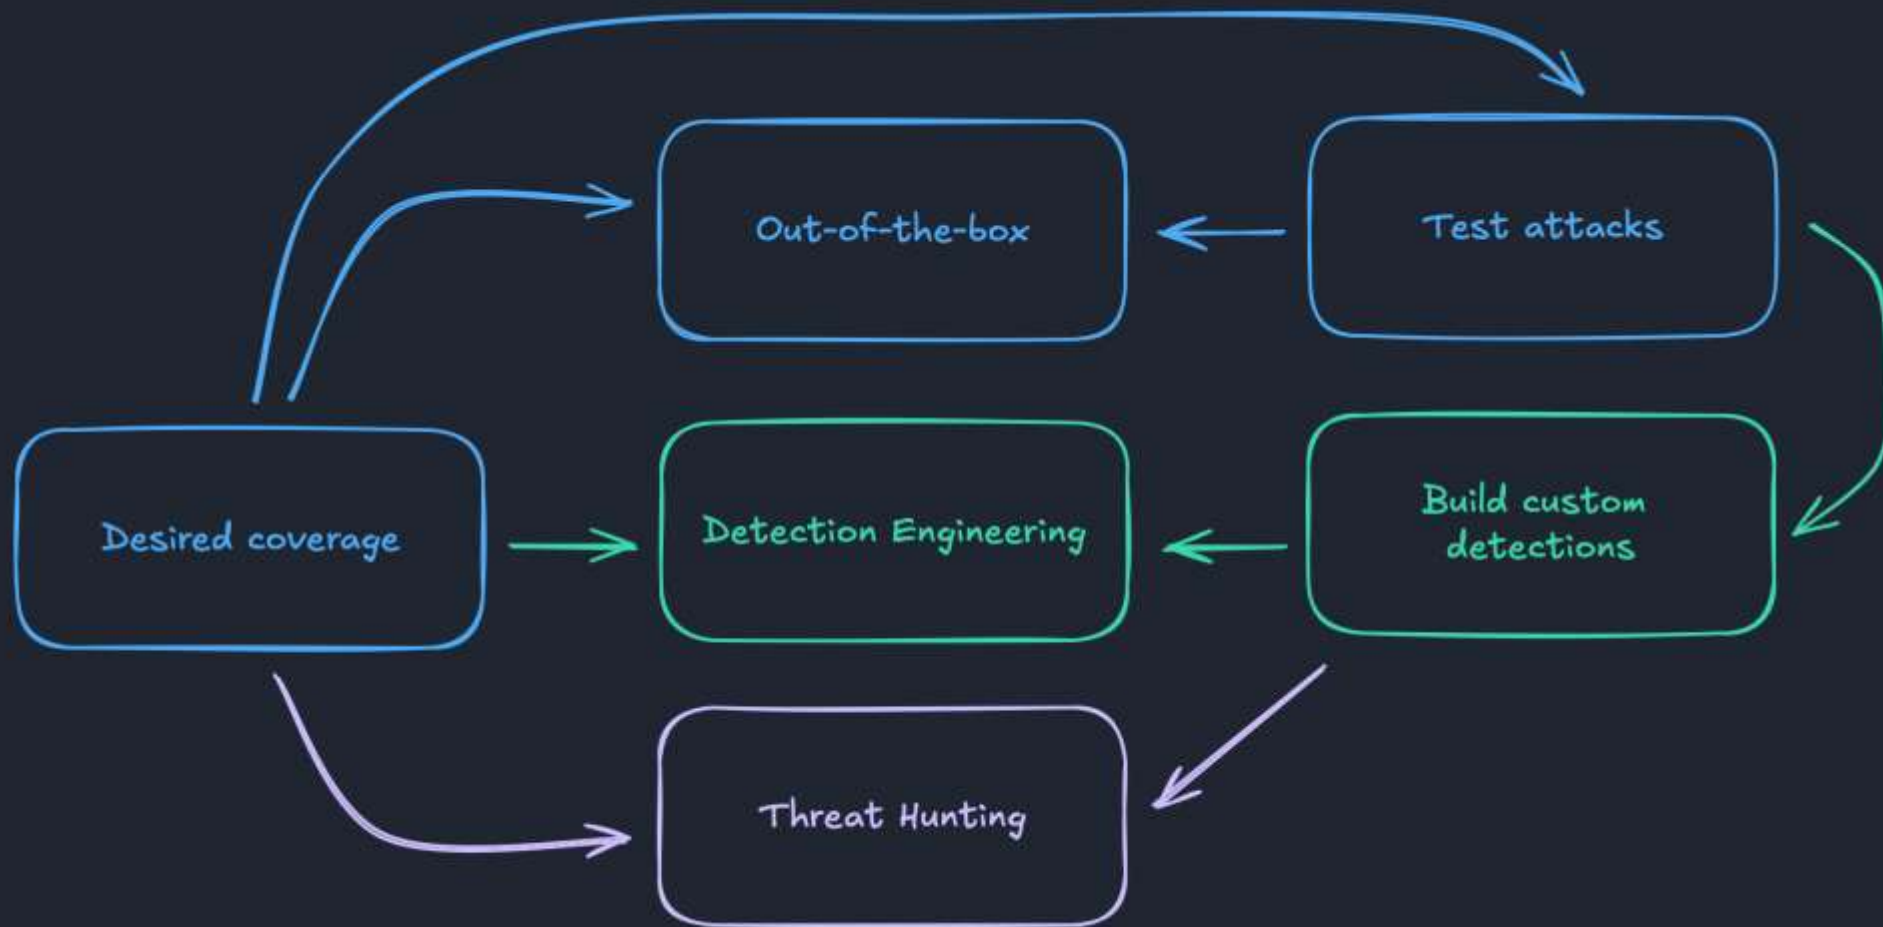 Out-of-the-box
Test attacks
Desired coverage
Detection Engineering
Build custom
detections
Threat Hunting